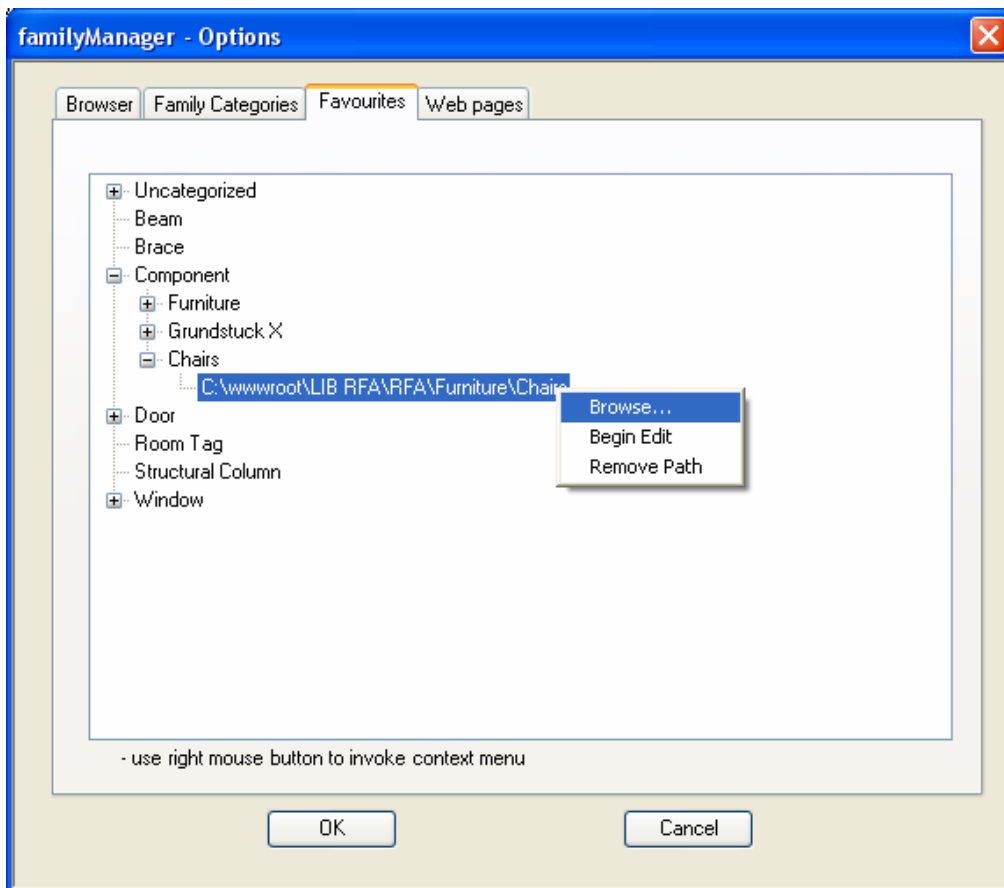 familyManager - Options
Browser Family Categories Favourites Web pages
Uncategorized
Beam
Brace
Component
Furniture
Grundstuck X
Chairs
C:\wwwroot\LIB RFA\RFA\Furniture\Chairs
Browse...
Begin Edit
Remove Path
Door
Room Tag
Structural Column
Window
- use right mouse button to invoke context menu
OK Cancel